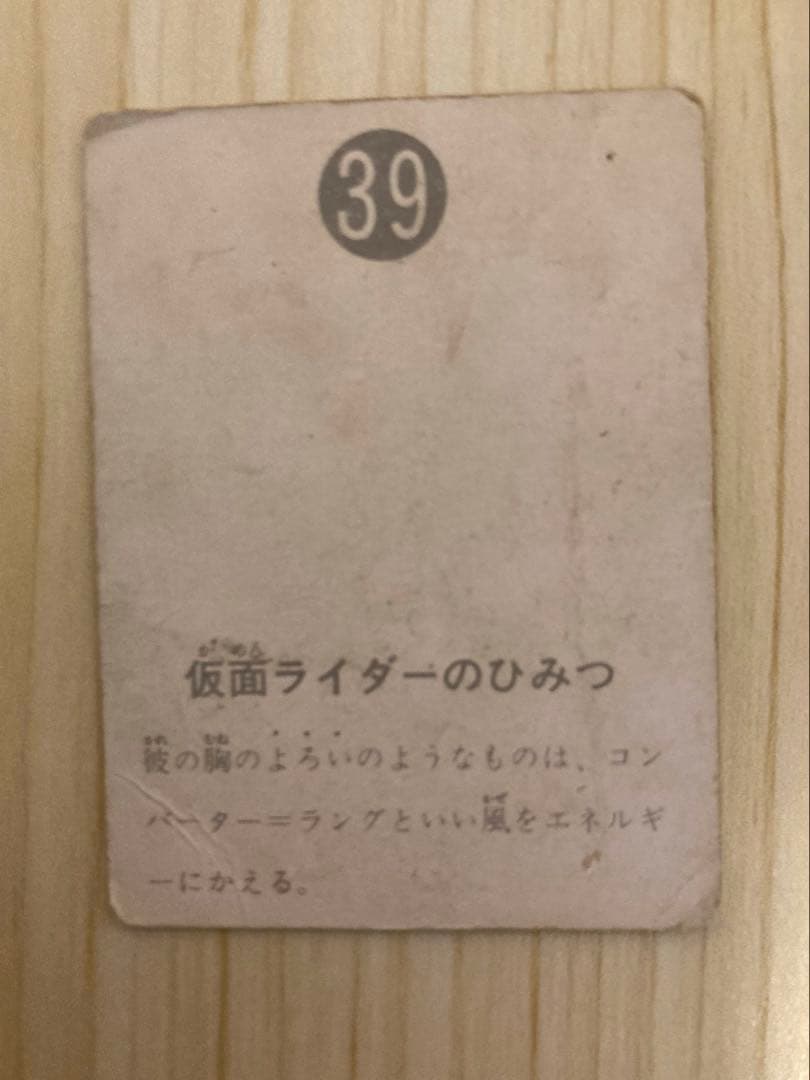 39
仮面ライダーのひみつ
彼の胸のよろいのようなものは、コン
バーター=ラングといい風をエネルギ
ーにかえる。